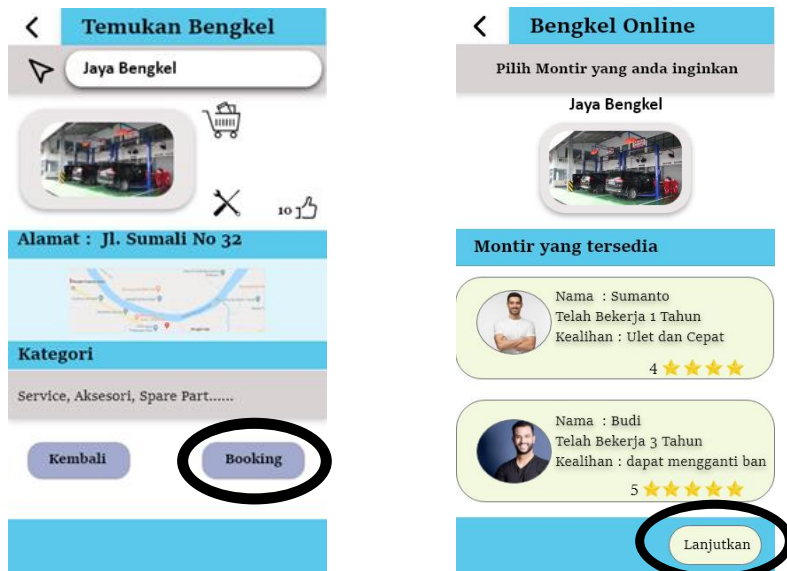 Temukan Bengkel
Jaya Bengkel
10
Alamat : Jl. Sumali No 32
Kategori
Service, Aksesori, Spare Part......
Kembali
Booking
Bengkel Online
Pilih Montir yang anda inginkan
Jaya Bengkel
Montir yang tersedia
Nama : Sumanto
Telah Bekerja 1 Tahun
Kealihan : Ulet dan Cepat
4
Nama : Budi
Telah Bekerja 3 Tahun
Kealihan : dapat mengganti ban
5
Lanjutkan